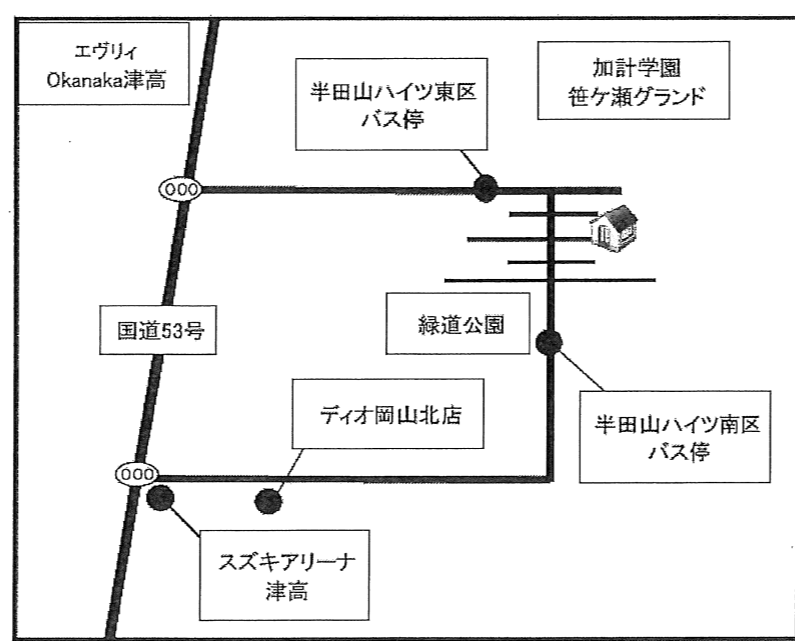 エヴリィ
Okanaka津高
加計学園
笹ケ瀬グランド
半田山ハイツ東区
バス停
国道53号
緑道公園
ディオ岡山北店
半田山ハイツ南区
バス停
スズキアリーナ
津高